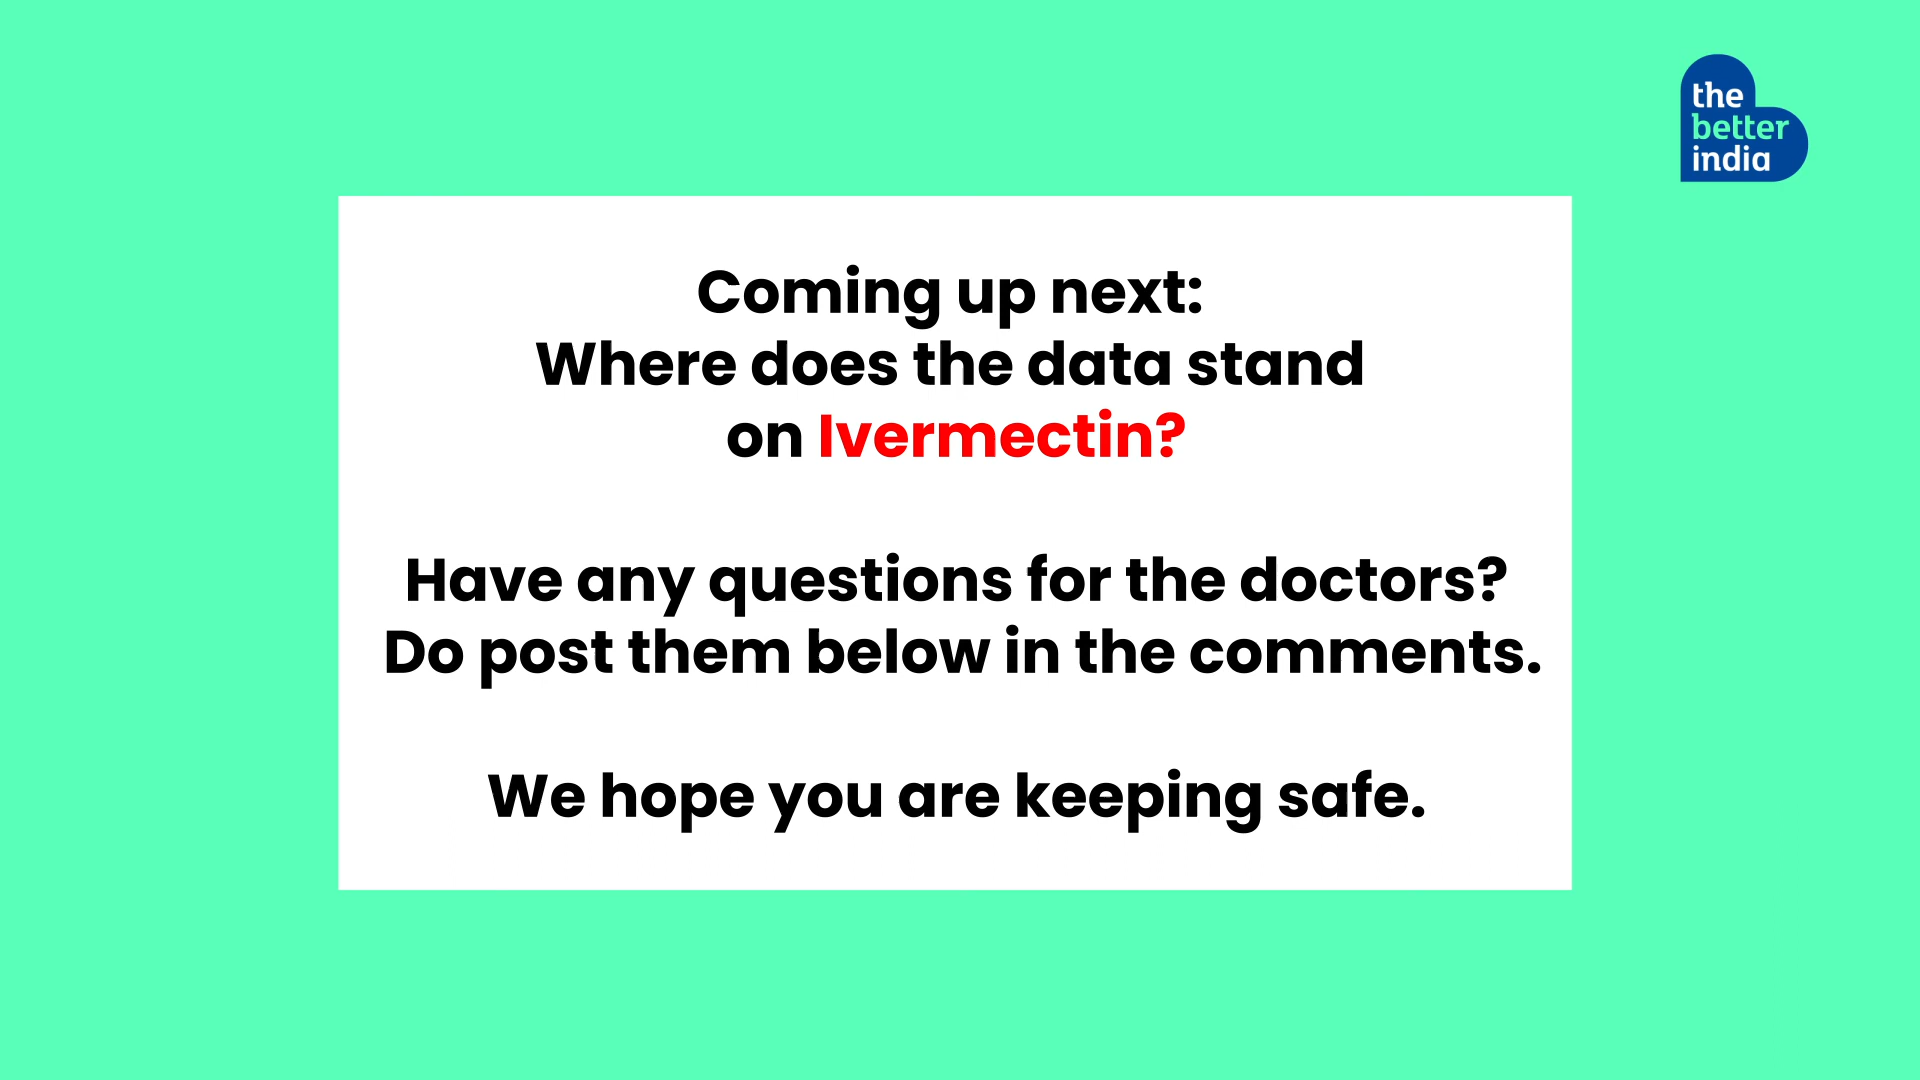 the
better
india
Coming up next:
Where does the data stand
on Ivermectin?
Have any questions for the doctors?
Do post them below in the comments.
We hope you are keeping safe.